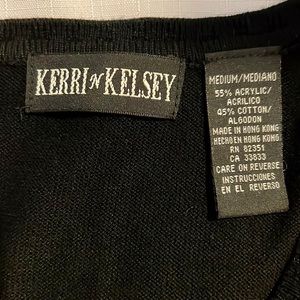 KERRI N KELSEY
MEDIUM/MEDIANO
55% ACRYLIC/
ACRILICO
45% COTTON/
ALGODON
MADE IN HONG KONG
HECHO EN HONG KONG
RN 82351
CA 33833
CARE ON REVERSE
INSTRUCCIONES
EN EL REVERSO